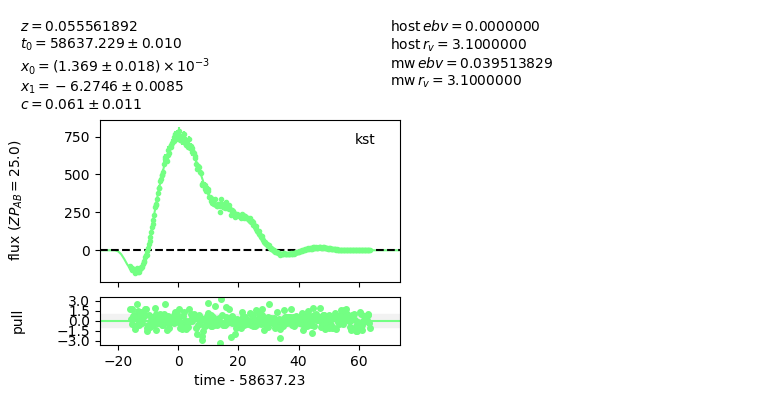 z = 0.055561892
t₀ = 58637.229 ± 0.010
x₀ = (1.369 ± 0.018) × 10⁻³
x₁ = −6.2746 ± 0.0085
c = 0.061 ± 0.011
host ebv = 0.0000000
host r_v = 3.1000000
mw ebv = 0.039513829
mw r_v = 3.1000000
flux (ZP_AB = 25.0)
750
500
250
0
kst
pull
3.0
1.5
0.0
−1.5
−3.0
−20 0 20 40 60
time - 58637.23